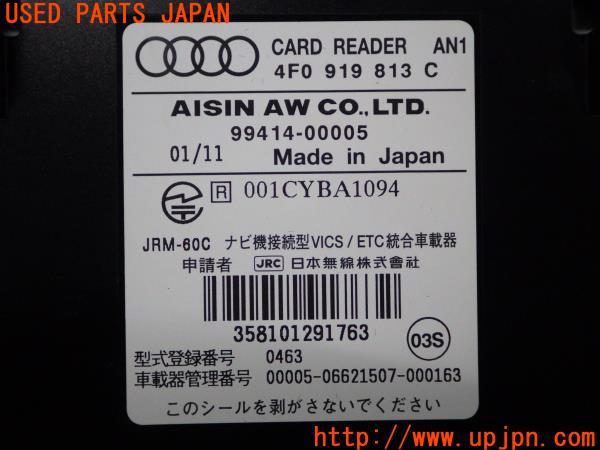 USED PARTS JAPAN
CARD READER AN1
4F0 919 813 C
AISIN AW CO.,LTD.
99414-00005
01/11 Made in Japan
R 001CYBA1094
JRM-60C ナビ機接続型VICS/ETC統合車載器
申請者 JRC 日本無線株式會社
358101291763
03S
型式登録番号 0463
車載器管理番号 00005-06621507-000163
このシールを剥がさないでください
http://www.upjpn.com